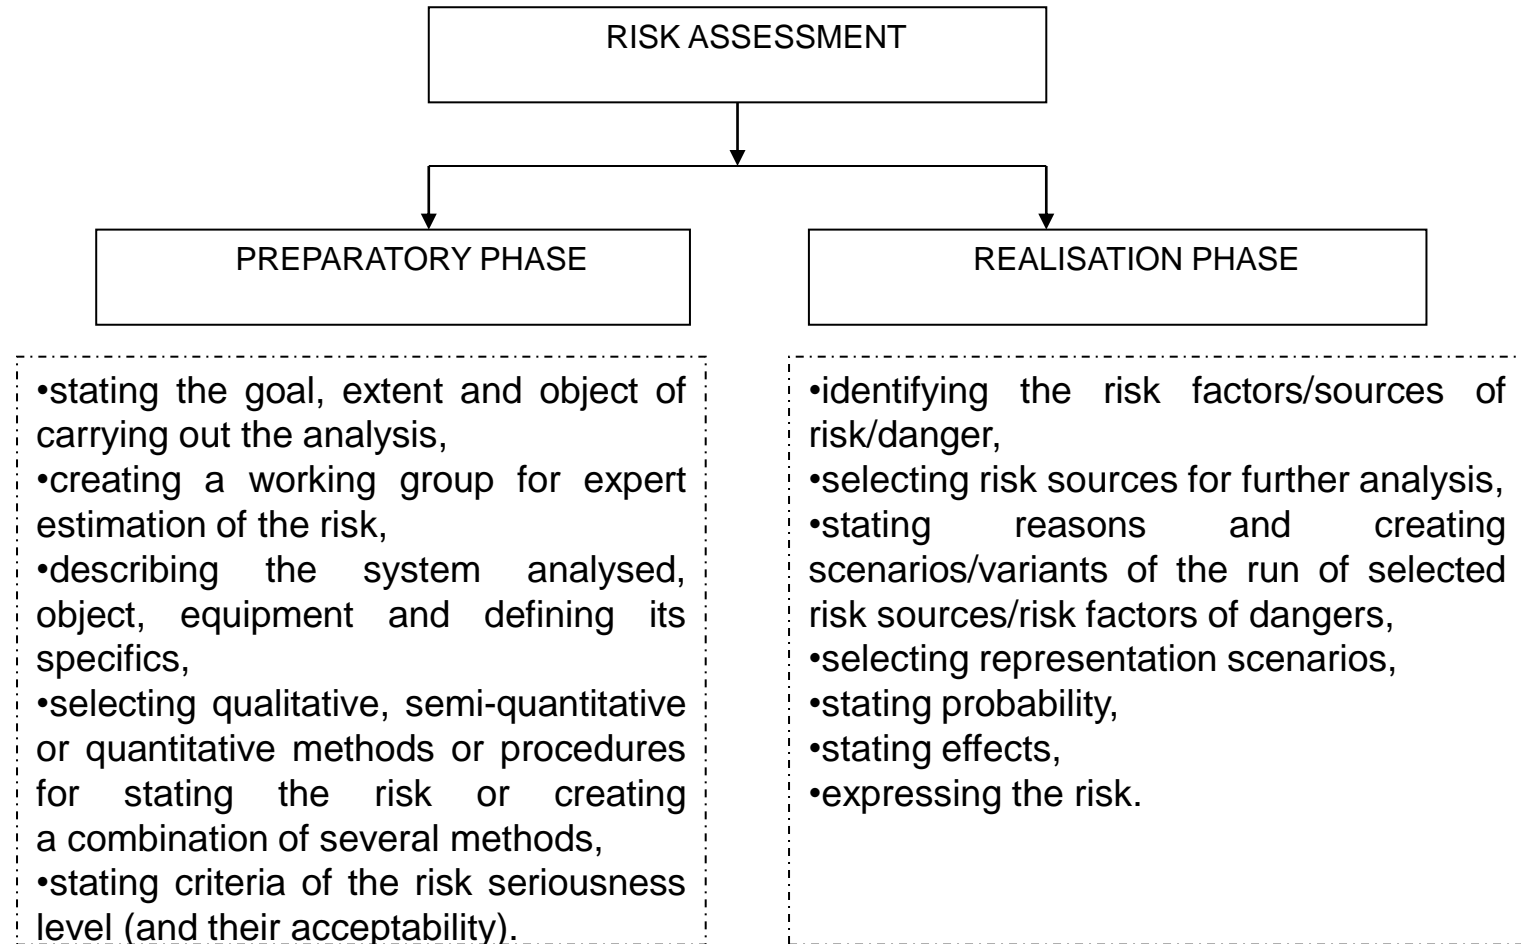 RISK ASSESSMENT
PREPARATORY PHASE
REALISATION PHASE
•stating the goal, extent and object of
carrying out the analysis,
•creating a working group for expert
estimation of the risk,
•describing the system analysed,
object, equipment and defining its
specifics,
•selecting qualitative, semi-quantitative
or quantitative methods or procedures
for stating the risk or creating
a combination of several methods,
•stating criteria of the risk seriousness
level (and their acceptability).
•identifying the risk factors/sources of
risk/danger,
•selecting risk sources for further analysis,
•stating reasons and creating
scenarios/variants of the run of selected
risk sources/risk factors of dangers,
•selecting representation scenarios,
•stating probability,
•stating effects,
•expressing the risk.